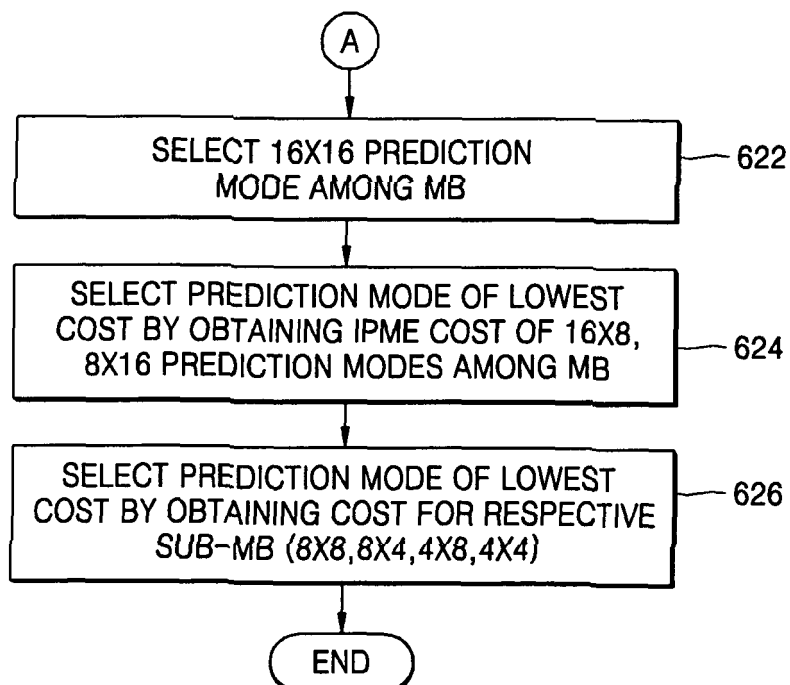 A
SELECT 16X16 PREDICTION
MODE AMONG MB
622
SELECT PREDICTION MODE OF LOWEST
COST BY OBTAINING IPME COST OF 16X8,
8X16 PREDICTION MODES AMONG MB
624
SELECT PREDICTION MODE OF LOWEST
COST BY OBTAINING COST FOR RESPECTIVE
SUB-MB (8X8,8X4,4X8,4X4)
626
END